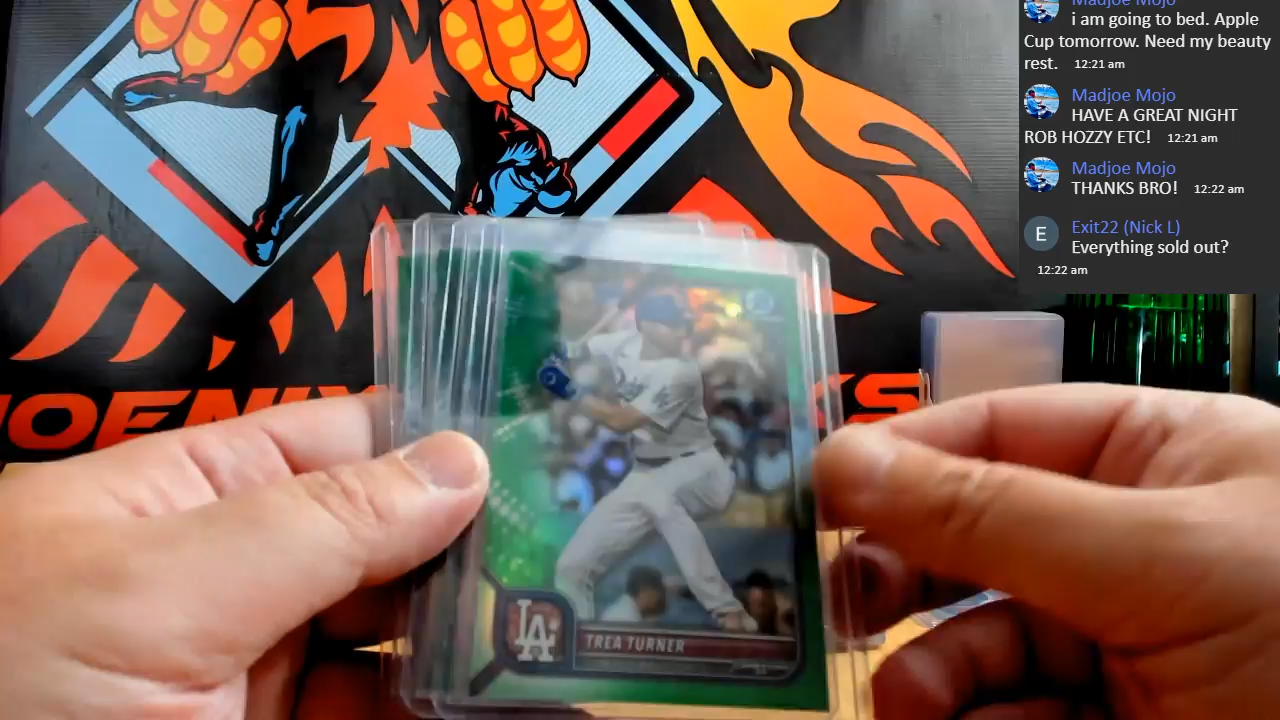 Madjoe Mojo
i am going to bed. Apple
Cup tomorrow. Need my beauty
rest. 12:21 am
Madjoe Mojo
HAVE A GREAT NIGHT
ROB HOZZY ETC! 12:21 am
Madjoe Mojo
THANKS BRO! 12:22 am
E
Exit22 (Nick L)
Everything sold out?
12:22 am
LA
TREA TURNER